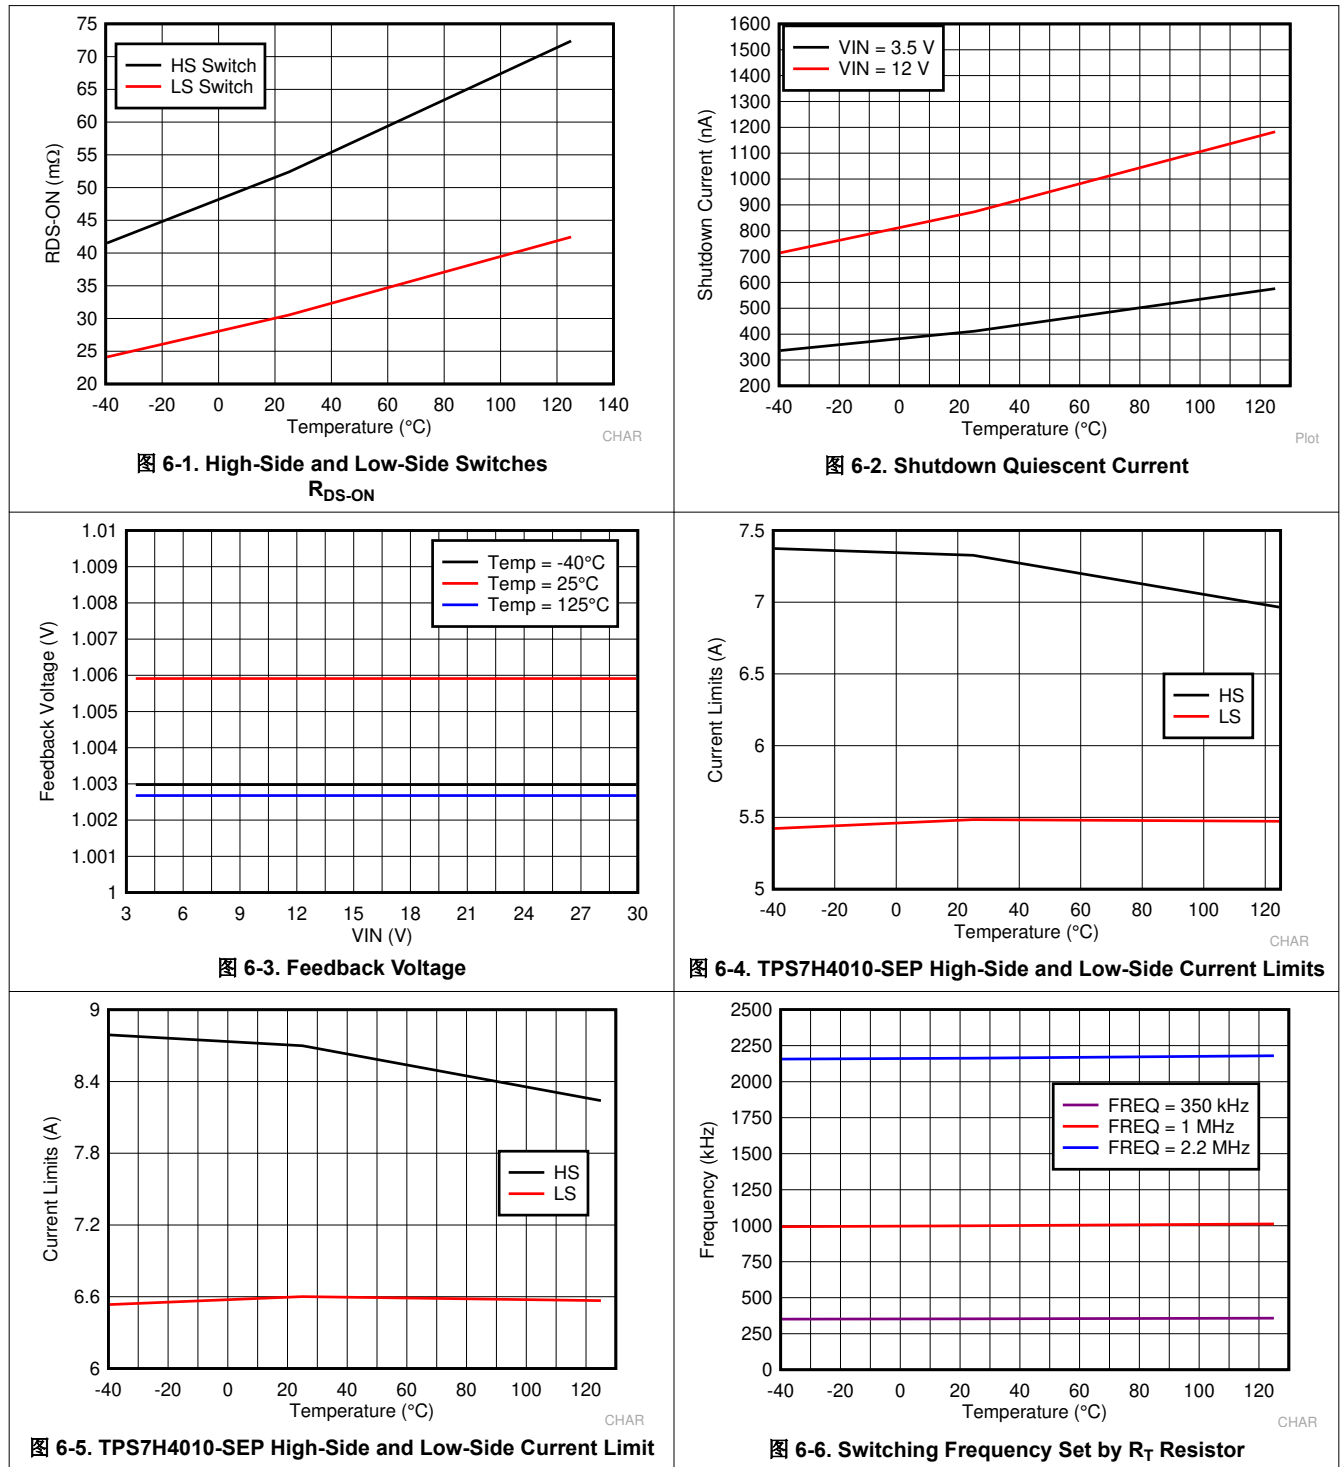 75
70
65
60
55
50
45
40
35
30
25
20
RDS-ON (mΩ)
HS Switch
LS Switch
-40 -20 0 20 40 60 80 100 120 140
Temperature (°C)
CHAR
图 6-1. High-Side and Low-Side Switches
RDS-ON
1600
1500
1400
1300
1200
1100
1000
900
800
700
600
500
400
300
200
Shutdown Current (nA)
VIN = 3.5 V
VIN = 12 V
-40 -20 0 20 40 60 80 100 120
Temperature (°C)
Plot
图 6-2. Shutdown Quiescent Current
1.01
1.009
1.008
1.007
1.006
1.005
1.004
1.003
1.002
1.001
1
Feedback Voltage (V)
Temp = -40°C
Temp = 25°C
Temp = 125°C
3 6 9 12 15 18 21 24 27 30
VIN (V)
图 6-3. Feedback Voltage
7.5
7
6.5
6
5.5
5
Current Limits (A)
HS
LS
-40 -20 0 20 40 60 80 100 120
Temperature (°C)
CHAR
图 6-4. TPS7H4010-SEP High-Side and Low-Side Current Limits
9
8.4
7.8
7.2
6.6
6
Current Limits (A)
HS
LS
-40 -20 0 20 40 60 80 100 120
Temperature (°C)
CHAR
图 6-5. TPS7H4010-SEP High-Side and Low-Side Current Limit
2500
2250
2000
1750
1500
1250
1000
750
500
250
0
Frequency (kHz)
FREQ = 350 kHz
FREQ = 1 MHz
FREQ = 2.2 MHz
-40 -20 0 20 40 60 80 100 120
Temperature (°C)
CHAR
图 6-6. Switching Frequency Set by RT Resistor